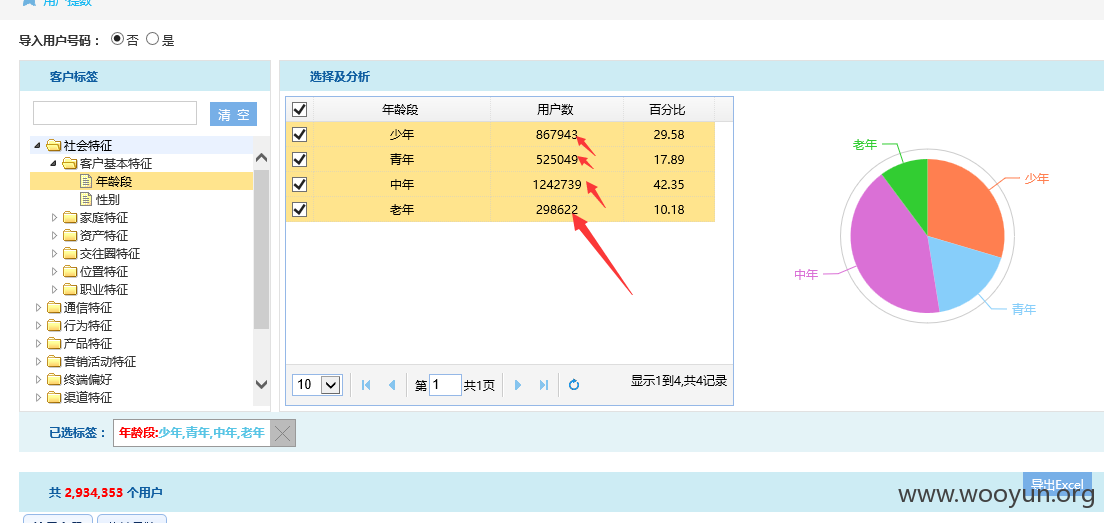 用户提数
导入用户号码： 否 是
客户标签
清 空
社会特征
客户基本特征
年龄段
性别
家庭特征
资产特征
交往圈特征
位置特征
职业特征
通信特征
行为特征
产品特征
营销活动特征
终端偏好
渠道特征
选择及分析
年龄段 用户数 百分比
少年 867943 29.58
青年 525049 17.89
中年 1242739 42.35
老年 298622 10.18
10 第 1 共1页 显示1到4,共4记录
老年
少年
中年
青年
已选标签： 年龄段:少年,青年,中年,老年
共 2,934,353 个用户
导出Excel
www.wooyun.org